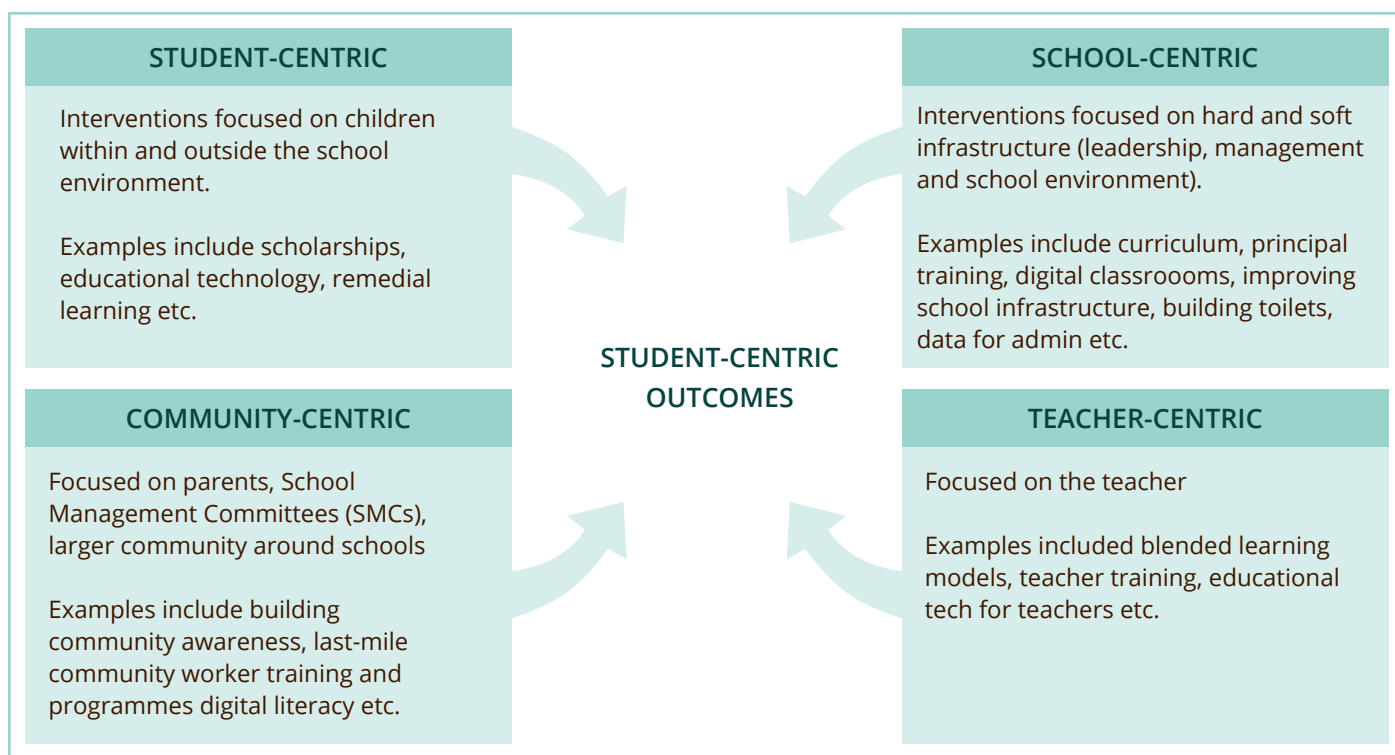 STUDENT-CENTRIC
Interventions focused on children
within and outside the school
environment.
Examples include scholarships,
educational technology, remedial
learning etc.
SCHOOL-CENTRIC
Interventions focused on hard and soft
infrastructure (leadership, management
and school environment).
Examples include curriculum, principal
training, digital classroooms, improving
school infrastructure, building toilets,
data for admin etc.
STUDENT-CENTRIC
OUTCOMES
COMMUNITY-CENTRIC
Focused on parents, School
Management Committees (SMCs),
larger community around schools
Examples include building
community awareness, last-mile
community worker training and
programmes digital literacy etc.
TEACHER-CENTRIC
Focused on the teacher
Examples included blended learning
models, teacher training, educational
tech for teachers etc.